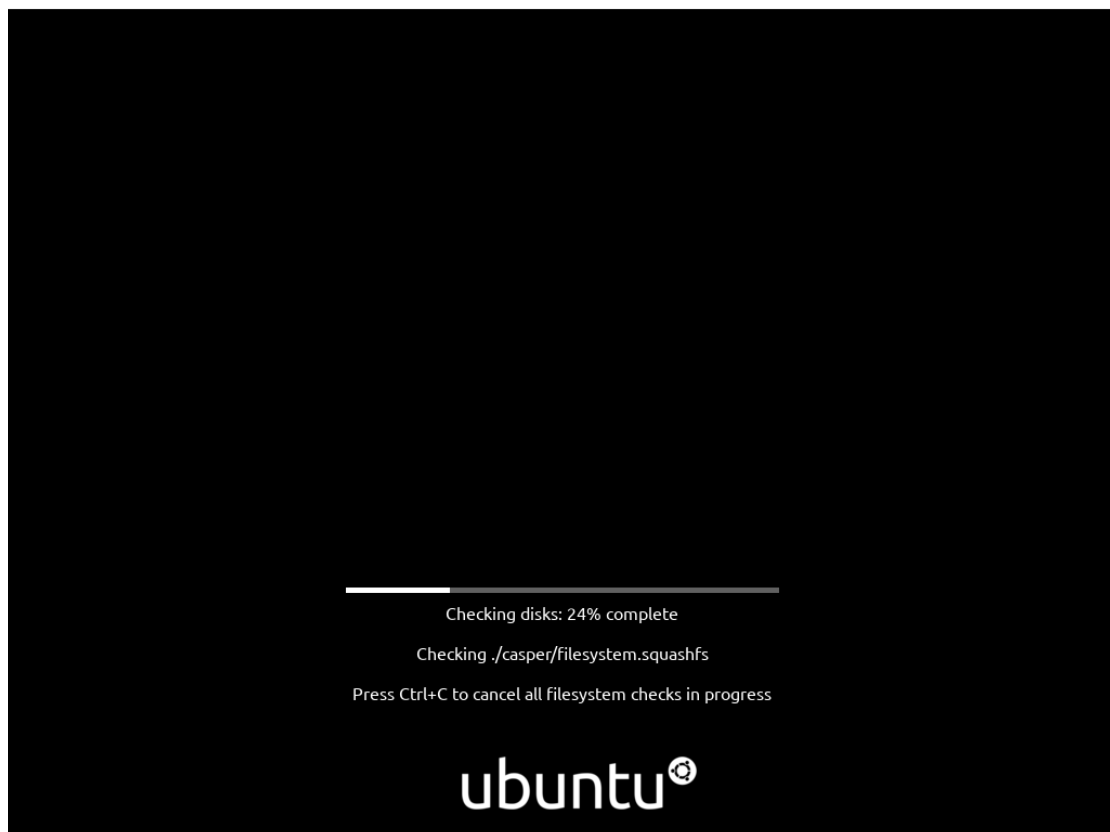 Checking disks: 24% complete
Checking ./casper/filesystem.squashfs
Press Ctrl+C to cancel all filesystem checks in progress
ubuntu